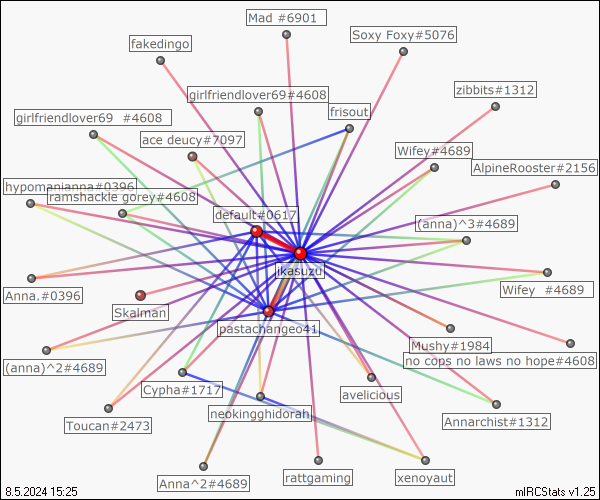 Mad #6901
Soxy Foxy#5076
fakedingo
zibbits#1312
girlfriendlover69#4608
frisout
girlfriendlover69  #4608
ace deucy#7097
Wifey#4689
AlpineRooster#2156
hypomanianna#0396
ramshackle gorey#4608
default#0617
(anna)^3#4689
ikasuzu
Anna.#0396
Wifey  #4689
Skalman
pastachangeo41
Mushy#1984
no cops no laws no hope#4608
(anna)^2#4689
Cypha#1717
avelicious
neokingghidorah
Annarchist#1312
Toucan#2473
Anna^2#4689
rattgaming
xenoyaut
8.5.2024 15:25
mIRCStats v1.25